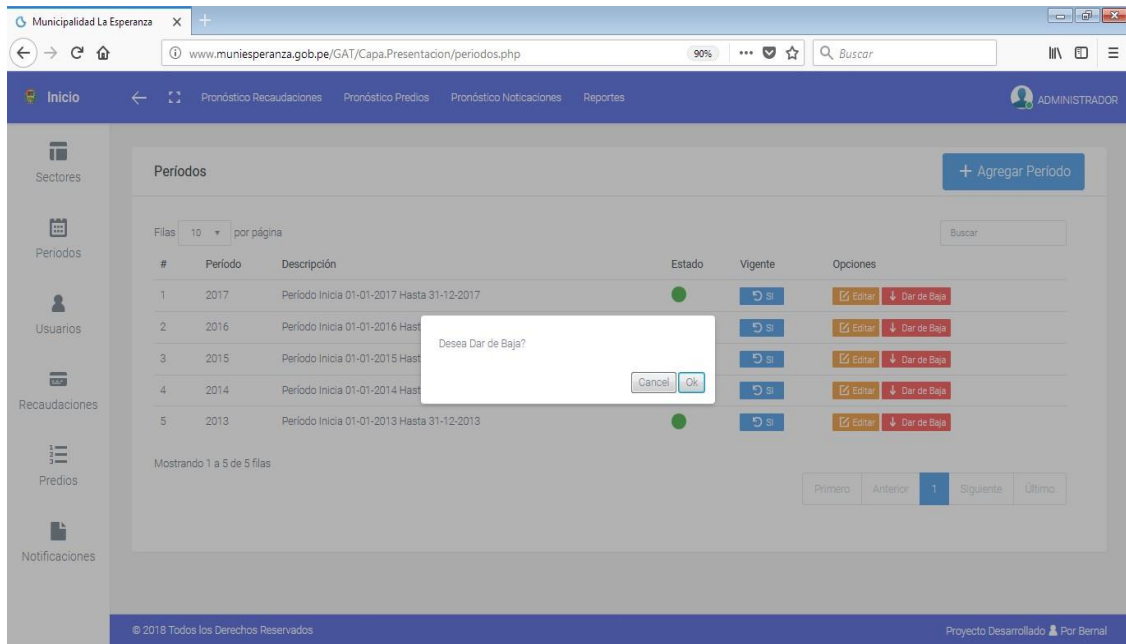 Municipalidad La Esperanza
www.muniesperanza.gob.pe/GAT/Capa.Presentacion/periodos.php 90% Buscar
Inicio Pronóstico Recaudaciones Pronóstico Predios Pronóstico Noticaciones Reportes ADMINISTRADOR
Sectores
Periodos
Usuarios
Recaudaciones
Predios
Notificaciones
Períodos + Agregar Período
Filas 10 por página Buscar
# Período Descripción Estado Vigente Opciones
1 2017 Período Inicia 01-01-2017 Hasta 31-12-2017 SI Editar Dar de Baja
2 2016 Período Inicia 01-01-2016 Hast SI Editar Dar de Baja
3 2015 Período Inicia 01-01-2015 Hast SI Editar Dar de Baja
4 2014 Período Inicia 01-01-2014 Hast SI Editar Dar de Baja
5 2013 Período Inicia 01-01-2013 Hasta 31-12-2013 SI Editar Dar de Baja
Desea Dar de Baja?
Cancel Ok
Mostrando 1 a 5 de 5 filas
Primero Anterior 1 Siguiente Último
© 2018 Todos los Derechos Reservados Proyecto Desarrollado Por Bernal